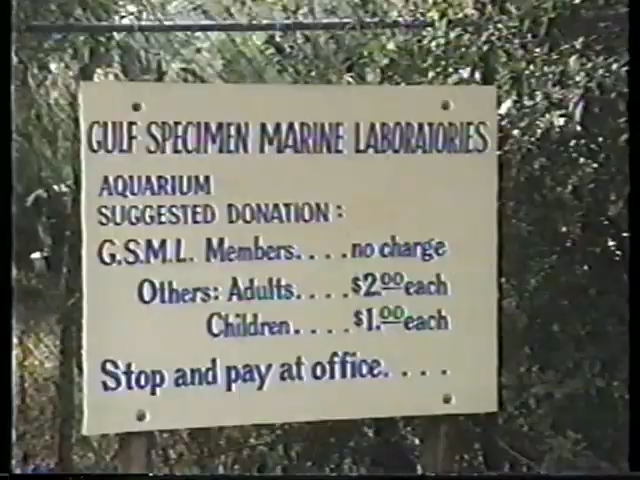 GULF SPECIMEN MARINE LABORATORIES
AQUARIUM
SUGGESTED DONATION:
G.S.M.L. Members....no charge
Others: Adults....$2.00 each
Children....$1.00 each
Stop and pay at office....